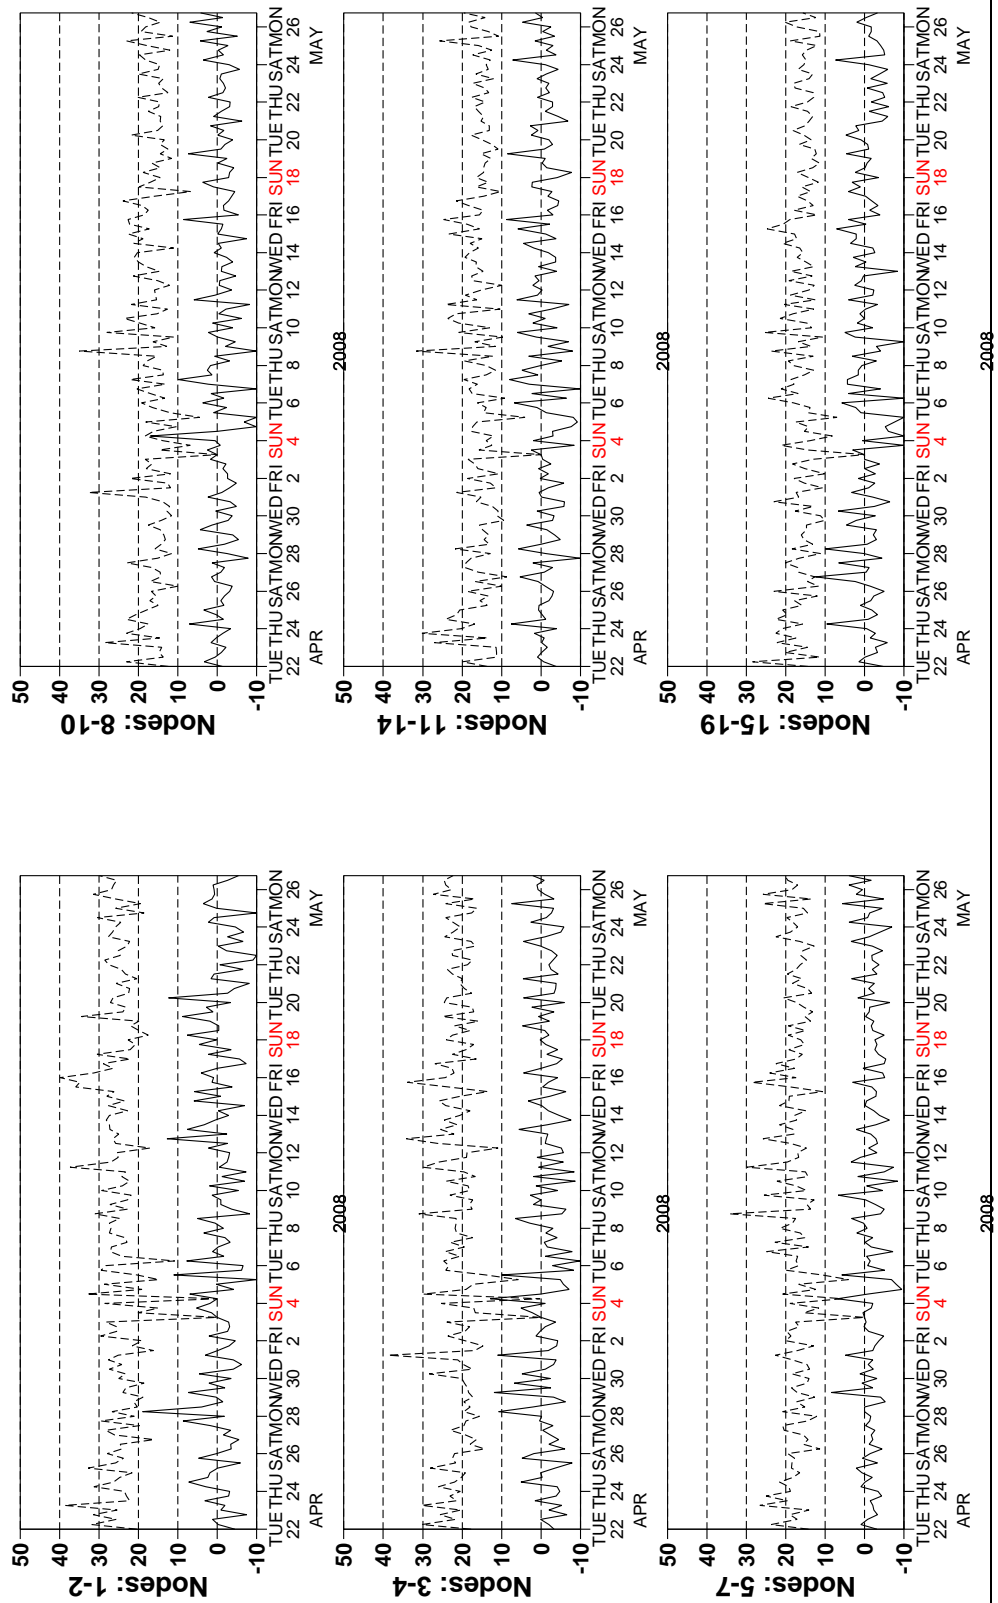 Nodes: 1-2
50
40
30
20
10
0
-10
TUE THU SAT MON WED FRI SUN TUE THU SAT MON WED FRI SUN TUE THU SAT MON
22 24 26 28 30 2 4 6 8 10 12 14 16 18 20 22 24 26
APR MAY
2008
Nodes: 8-10
50
40
30
20
10
0
-10
TUE THU SAT MON WED FRI SUN TUE THU SAT MON WED FRI SUN TUE THU SAT MON
22 24 26 28 30 2 4 6 8 10 12 14 16 18 20 22 24 26
APR MAY
2008
Nodes: 3-4
50
40
30
20
10
0
-10
TUE THU SAT MON WED FRI SUN TUE THU SAT MON WED FRI SUN TUE THU SAT MON
22 24 26 28 30 2 4 6 8 10 12 14 16 18 20 22 24 26
APR MAY
2008
Nodes: 11-14
50
40
30
20
10
0
-10
TUE THU SAT MON WED FRI SUN TUE THU SAT MON WED FRI SUN TUE THU SAT MON
22 24 26 28 30 2 4 6 8 10 12 14 16 18 20 22 24 26
APR MAY
2008
Nodes: 5-7
50
40
30
20
10
0
-10
TUE THU SAT MON WED FRI SUN TUE THU SAT MON WED FRI SUN TUE THU SAT MON
22 24 26 28 30 2 4 6 8 10 12 14 16 18 20 22 24 26
APR MAY
2008
Nodes: 15-19
50
40
30
20
10
0
-10
TUE THU SAT MON WED FRI SUN TUE THU SAT MON WED FRI SUN TUE THU SAT MON
22 24 26 28 30 2 4 6 8 10 12 14 16 18 20 22 24 26
APR MAY
2008